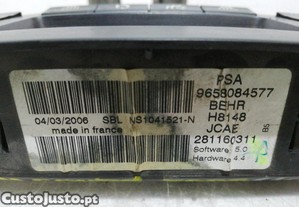 PSA
9658084577
BEHR
04/03/2006 SBL NS1041521-N H8148
made in france JCAE
281160311
Software 5.0
Hardware 4.4
CustoJusto.pt